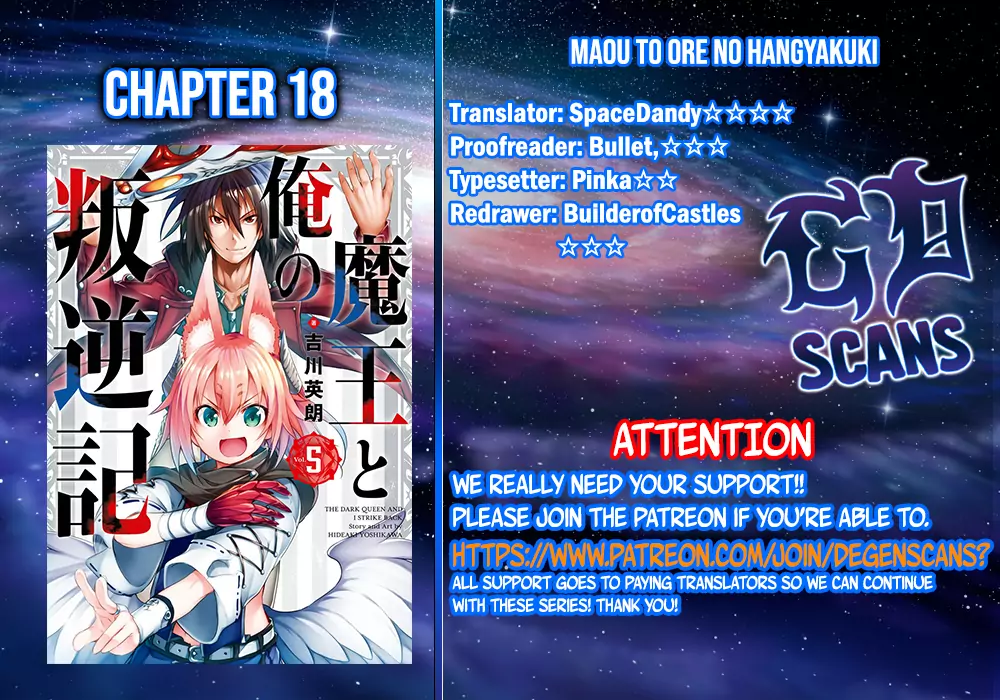 CHAPTER 18
俺の
魔王と
叛逆記
著 吉川英朗
Vol. 5
THE DARK QUEEN AND
I STRIKE BACK
Story and Art by
HIDEAKI YOSHIKAWA
MAOU TO ORE NO HANGYAKUKI
Translator: SpaceDandy☆☆☆☆
Proofreader: Bullet,☆☆☆
Typesetter: Pinka☆☆
Redrawer: BuilderofCastles
☆☆☆
GD
SCANS
ATTENTION
WE REALLY NEED YOUR SUPPORT!!
PLEASE JOIN THE PATREON IF YOU'RE ABLE TO.
HTTPS://WWW.PATREON.COM/JOIN/DEGENSCANS?
ALL SUPPORT GOES TO PAYING TRANSLATORS SO WE CAN CONTINUE
WITH THESE SERIES! THANK YOU!